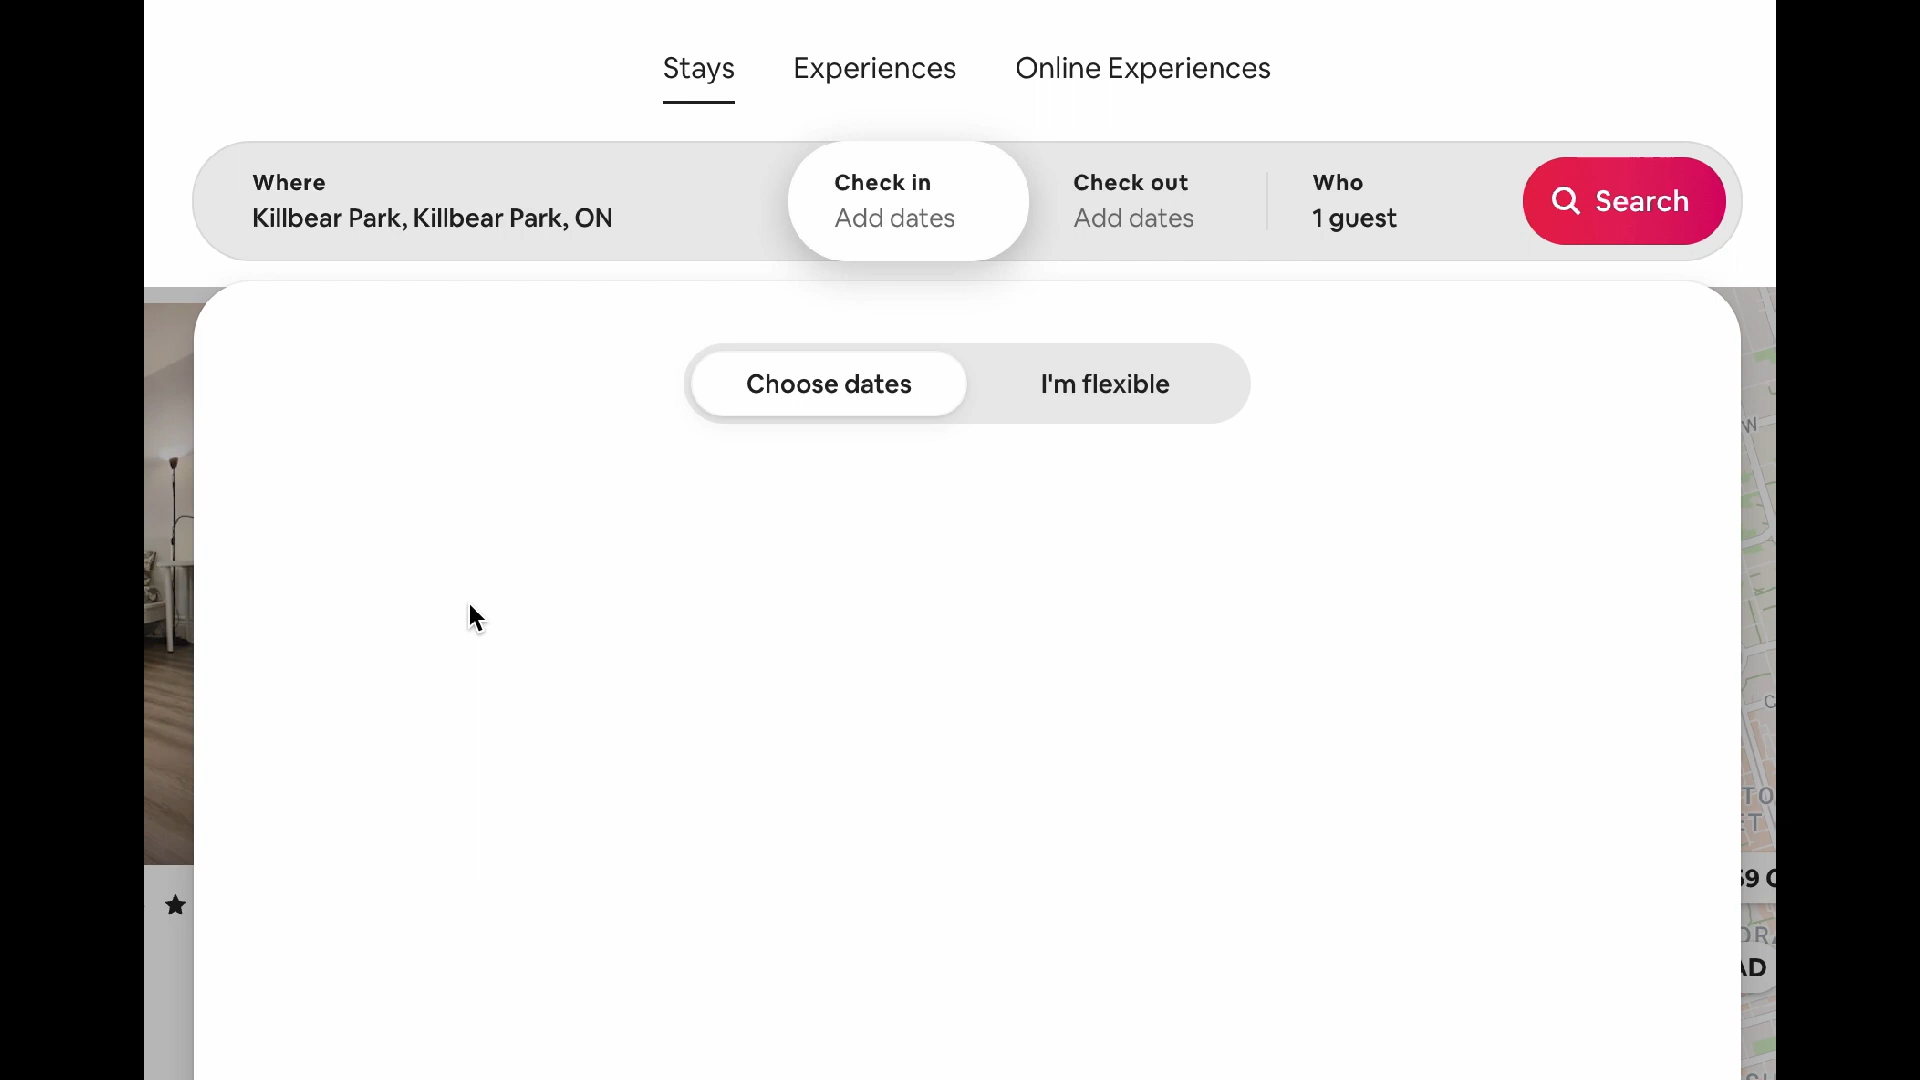 Stays
Experiences
Online Experiences
Where
Killbear Park, Killbear Park, ON
Check in
Add dates
Check out
Add dates
Who
1 guest
Search
Choose dates
I'm flexible
W